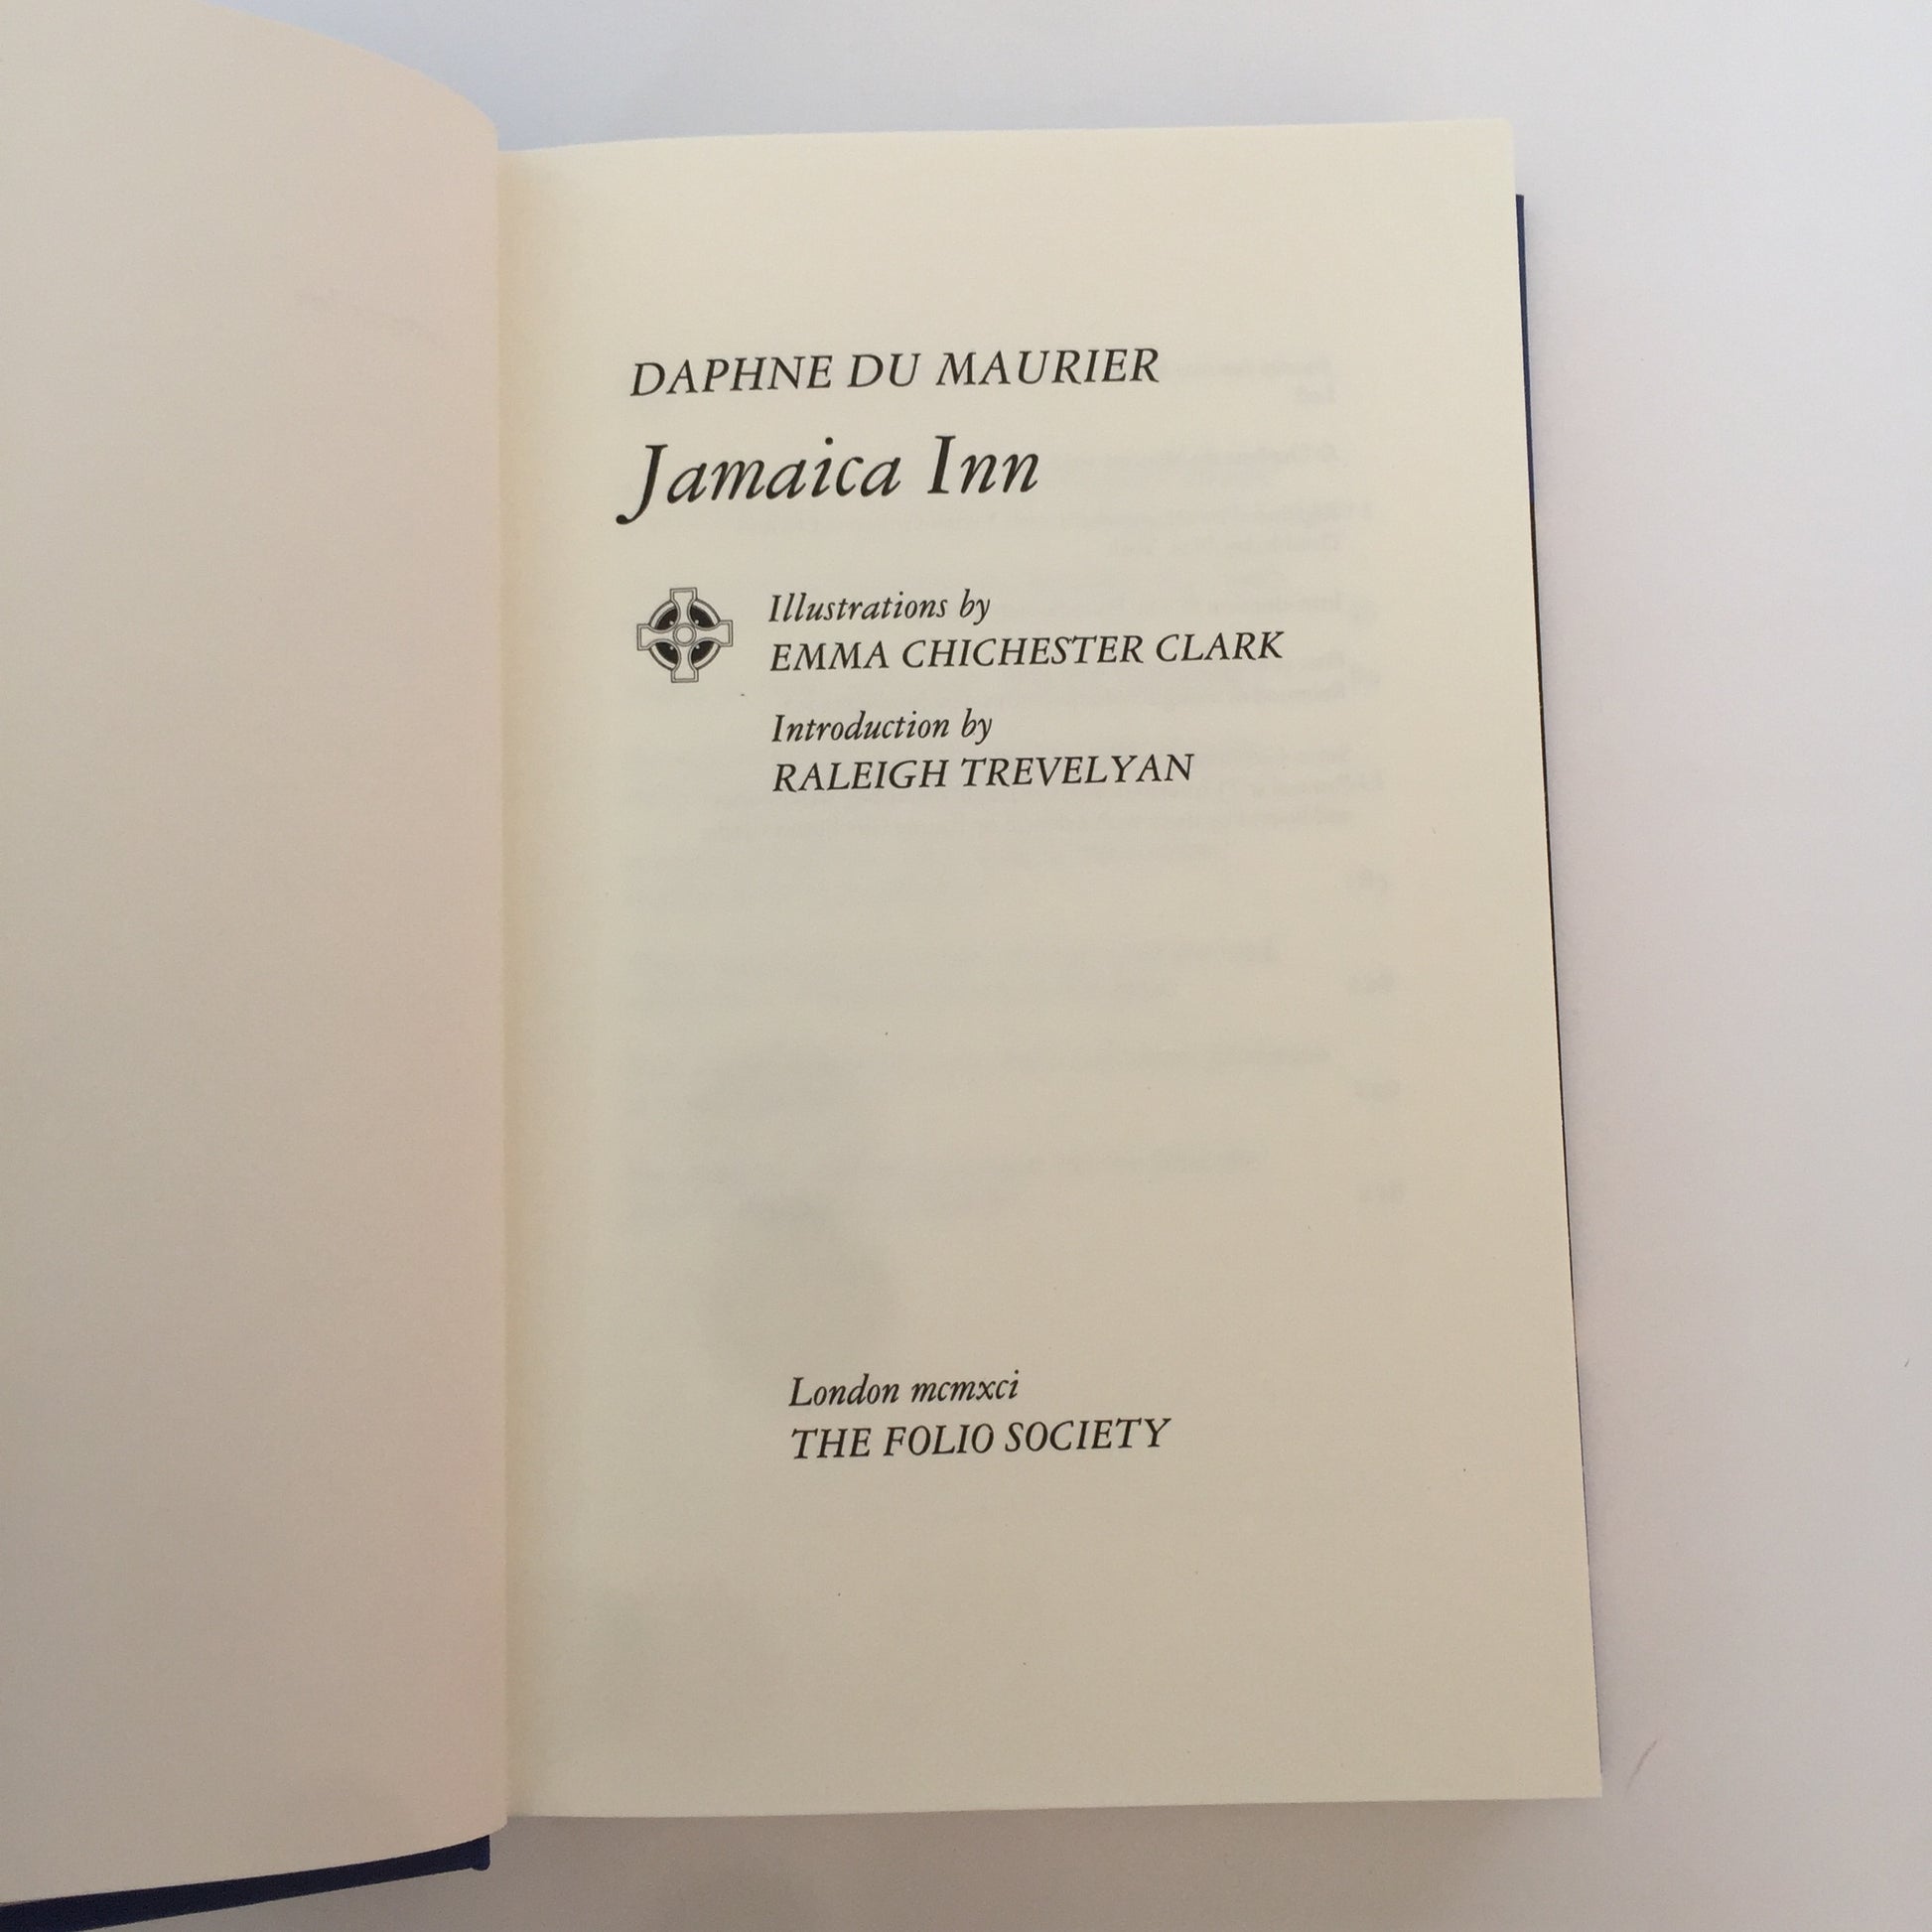 DAPHNE DU MAURIER
Jamaica Inn
Illustrations by
EMMA CHICHESTER CLARK
Introduction by
RALEIGH TREVELYAN
London mcmxci
THE FOLIO SOCIETY